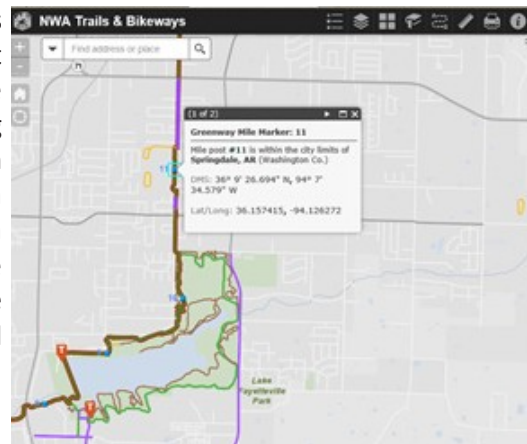 NWA Trails & Bikeways
Find address or place
(1 of 2)
Greenway Mile Marker: 11
Mile post #11 is within the city limits of
Springdale, AR (Washington Co.)
DMS: 36° 9' 26.694" N, 94° 7'
34.579" W
Lat/Long: 36.157415, -94.126272
11
10
Lake
Fayetteville
Park